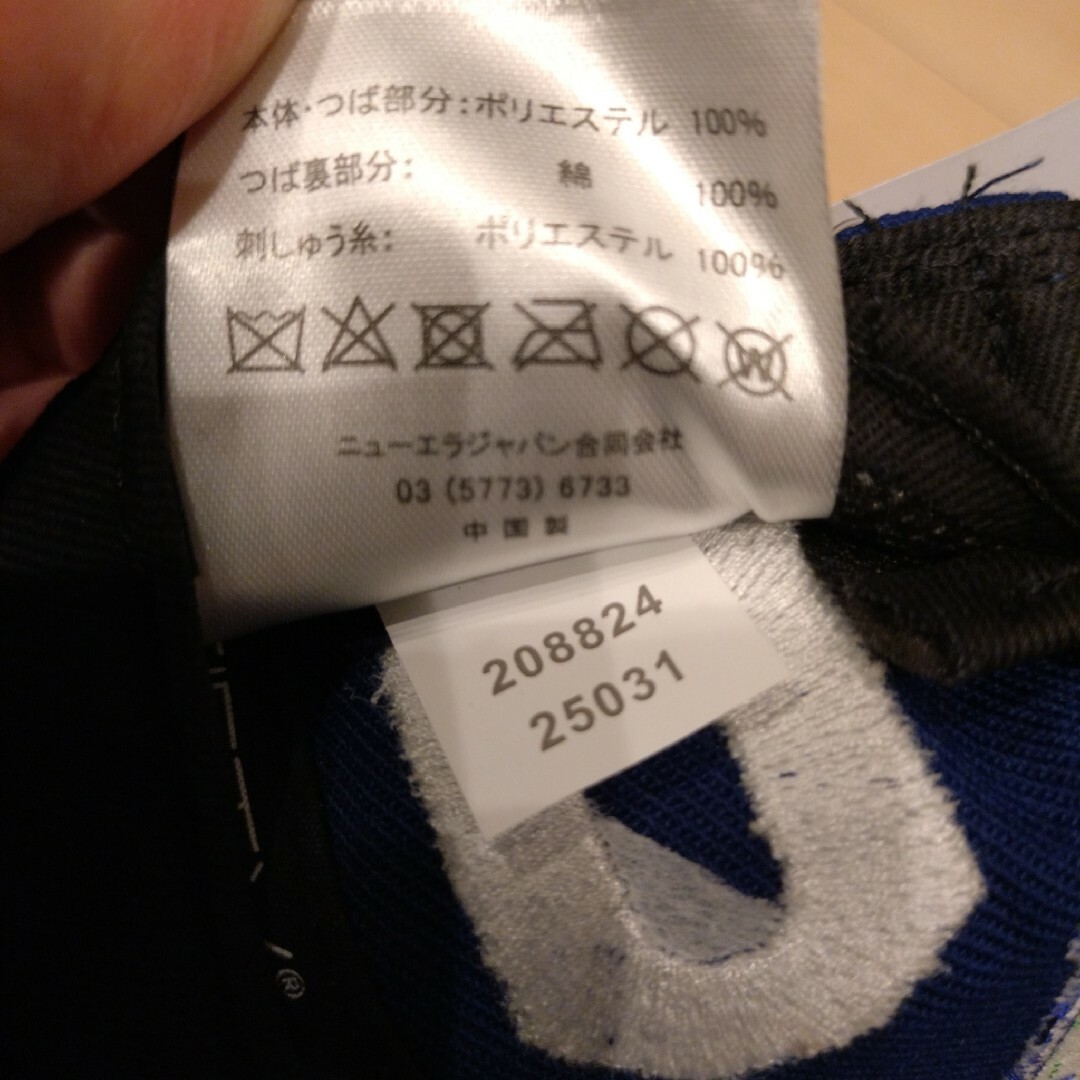 本体・つば部分:ポリエステル 100%
つば裏部分: 綿 100%
刺しゅう糸: ポリエステル 100%
W
ニューエラジャパン合同会社
03 (5773) 6733
中国製
208824
25031
®